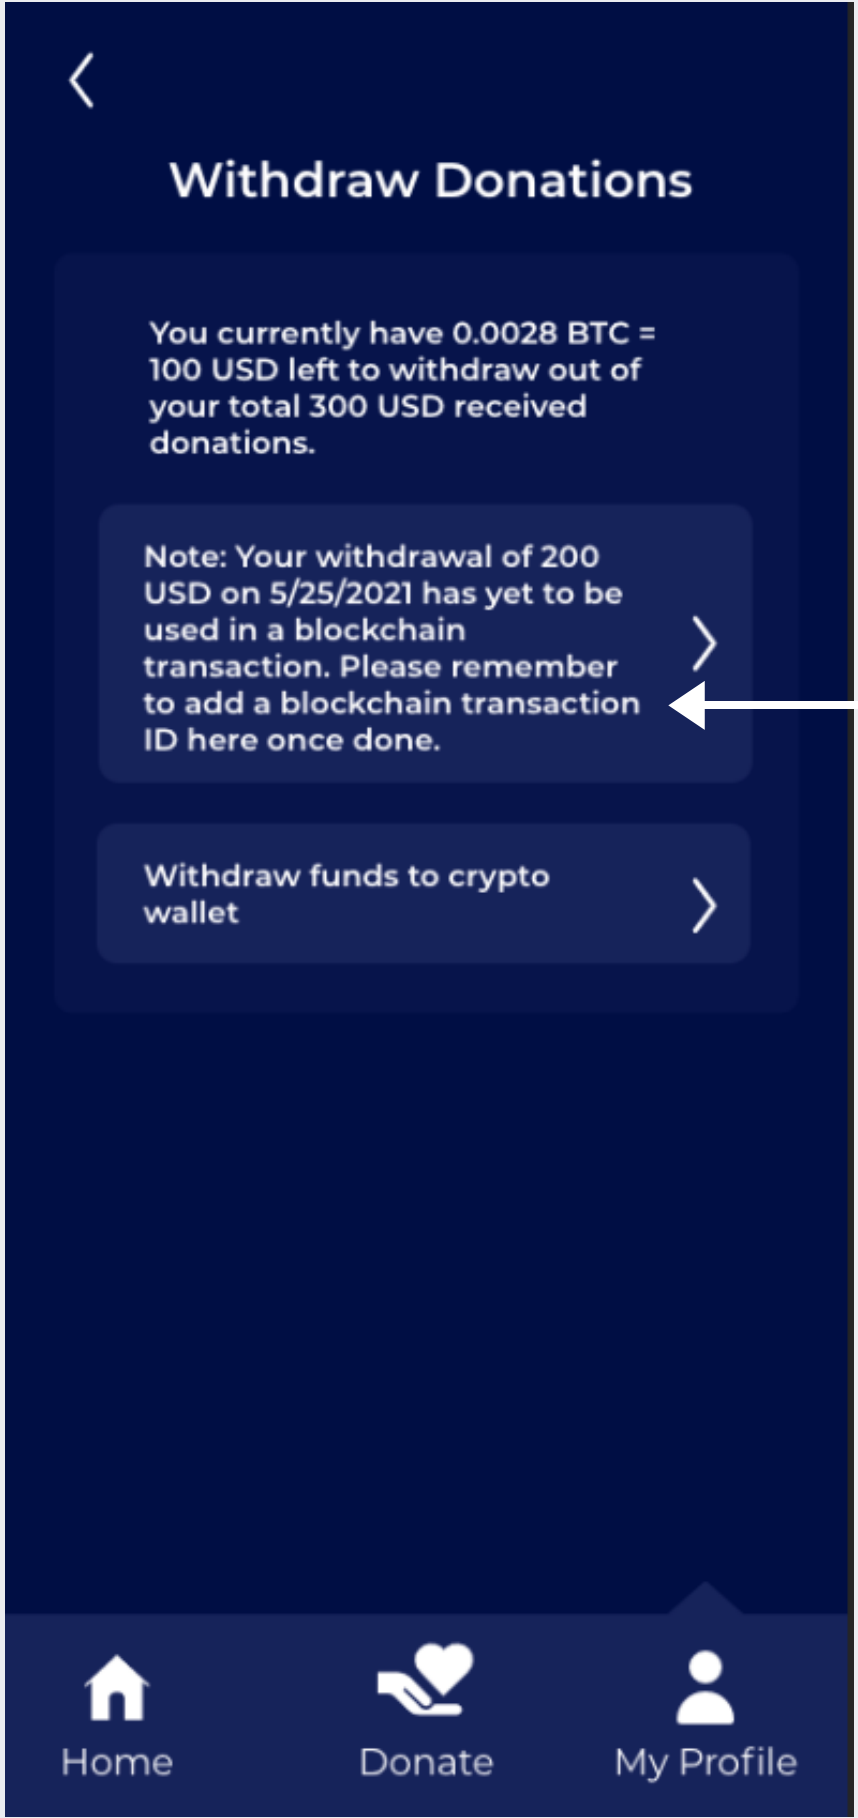 Withdraw Donations
You currently have 0.0028 BTC =
100 USD left to withdraw out of
your total 300 USD received
donations.
Note: Your withdrawal of 200
USD on 5/25/2021 has yet to be
used in a blockchain
transaction. Please remember
to add a blockchain transaction
ID here once done.
Withdraw funds to crypto
wallet
Home
Donate
My Profile